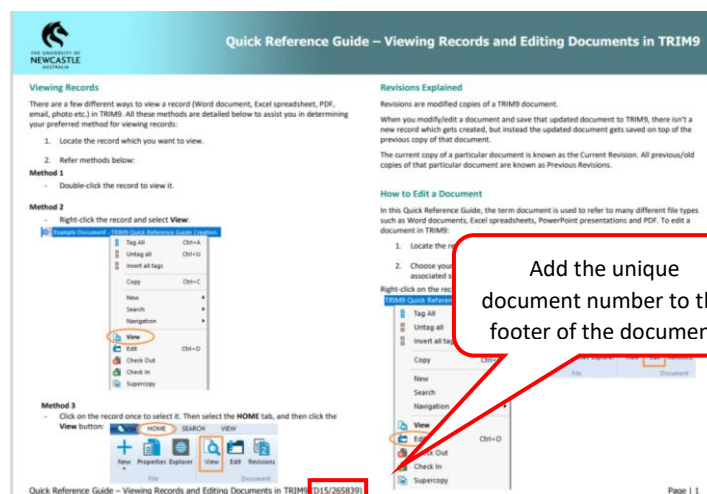 THE UNIVERSITY OF
NEWCASTLE
AUSTRALIA
Quick Reference Guide – Viewing Records and Editing Documents in TRIM9
Viewing Records
There are a few different ways to view a record (Word document, Excel spreadsheet, PDF,
email, photo etc.) in TRIM9. All these methods are detailed below to assist you in determining
your preferred method for viewing records:
1. Locate the record which you want to view.
2. Refer methods below:
Method 1
- Double-click the record to view it.
Method 2
- Right-click the record and select View:
Example Document - TRIM9 Quick Reference Guide Creation
Tag All Ctrl+A
Untag all Ctrl+U
Invert all tags
Copy Ctrl+C
New
Search
Navigation
View
Edit Ctrl+O
Check Out
Check In
Supercopy
Method 3
- Click on the record once to select it. Then select the HOME tab, and then click the
View button:
HOME SEARCH VIEW
New Properties Explorer View Edit Revisions
File Document
Revisions Explained
Revisions are modified copies of a TRIM9 document.
When you modify/edit a document and save that updated document to TRIM9, there isn't a
new record which gets created, but instead the updated document gets saved on top of the
previous copy of that document.
The current copy of a particular document is known as the Current Revision. All previous/old
copies of that particular document are known as Previous Revisions.
How to Edit a Document
In this Quick Reference Guide, the term document is used to refer to many different file types
such as Word documents, Excel spreadsheets, PowerPoint presentations and PDF. To edit a
document in TRIM9:
1. Locate the
2. Choose your
associated
Right-click on the
TRIM9 Quick
Tag All
Untag all
Invert all
Copy
New
Search
Navigation
View
Edit Ctrl+O
Check Out
Check In
Supercopy
Explorer View Edit Revisions
File Document
Add the unique
document number to th
footer of the documen
Quick Reference Guide – Viewing Records and Editing Documents in TRIM9 (D15/265839)
Page | 1